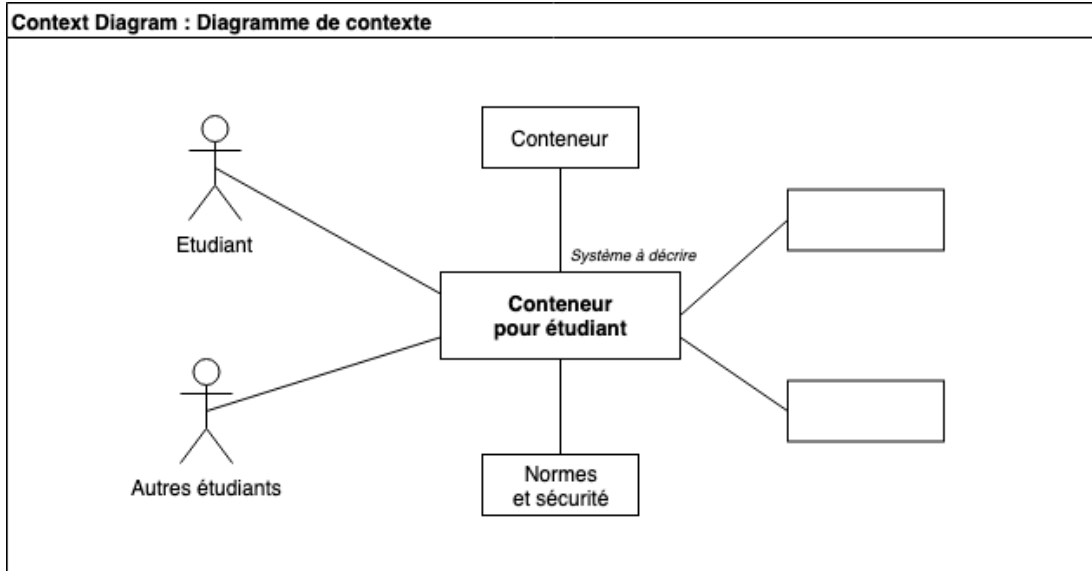 Context Diagram : Diagramme de contexte
Conteneur
Etudiant
Système à décrire
Conteneur
pour étudiant
Autres étudiants
Normes
et sécurité